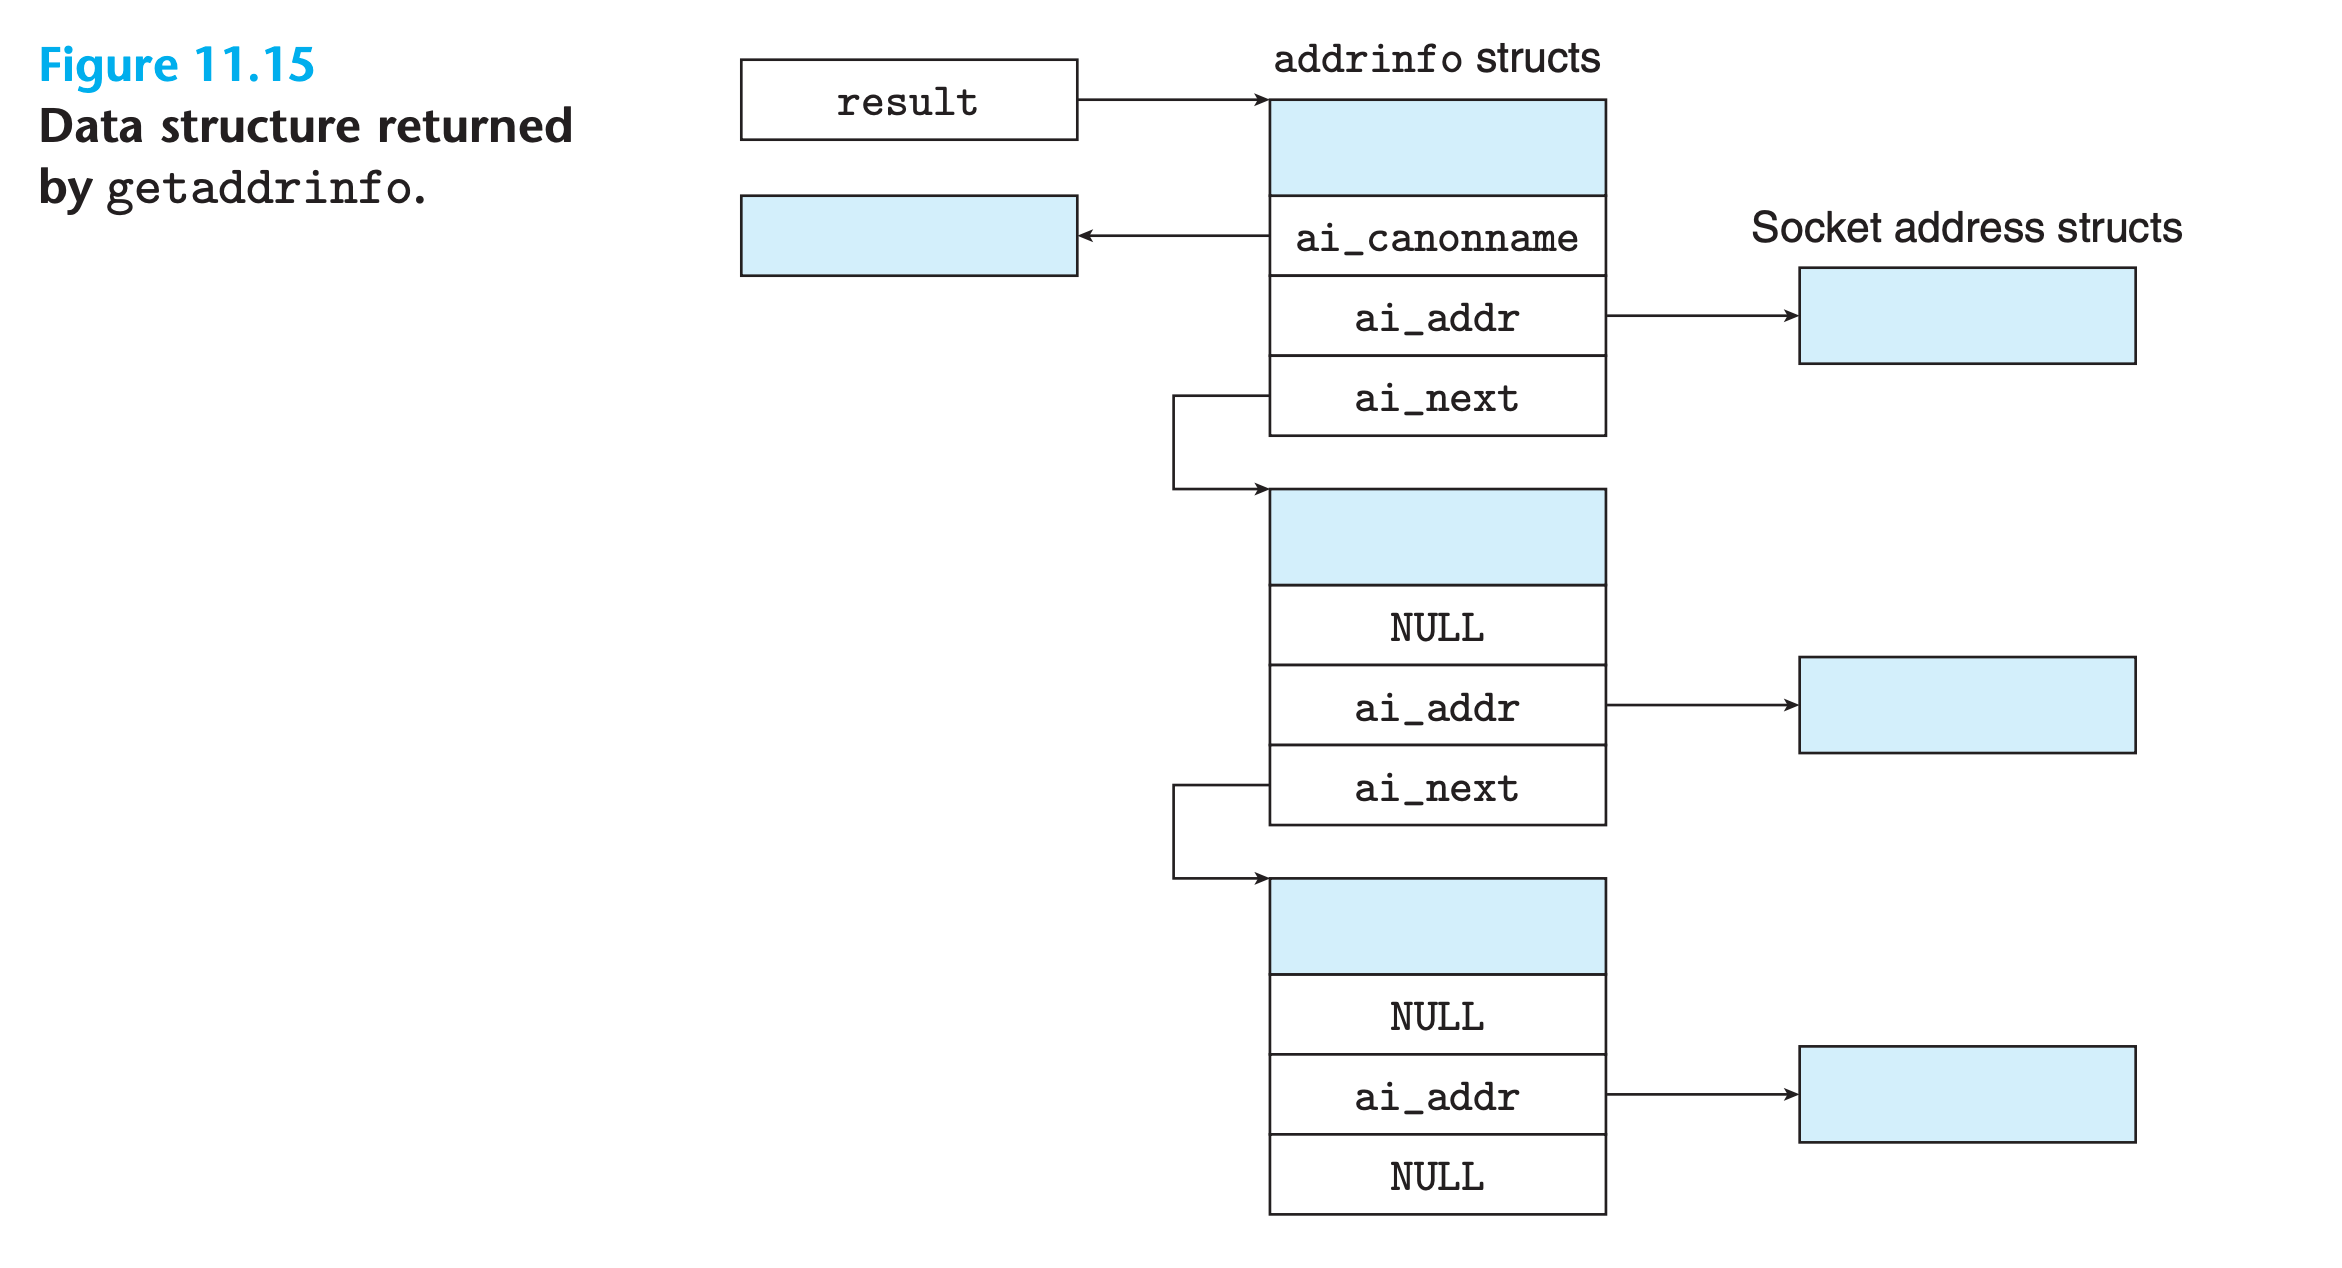 Figure 11.15
Data structure returned
by getaddrinfo.
result
addrinfo structs
ai_canonname
Socket address structs
ai_addr
ai_next
NULL
ai_addr
ai_next
NULL
ai_addr
NULL